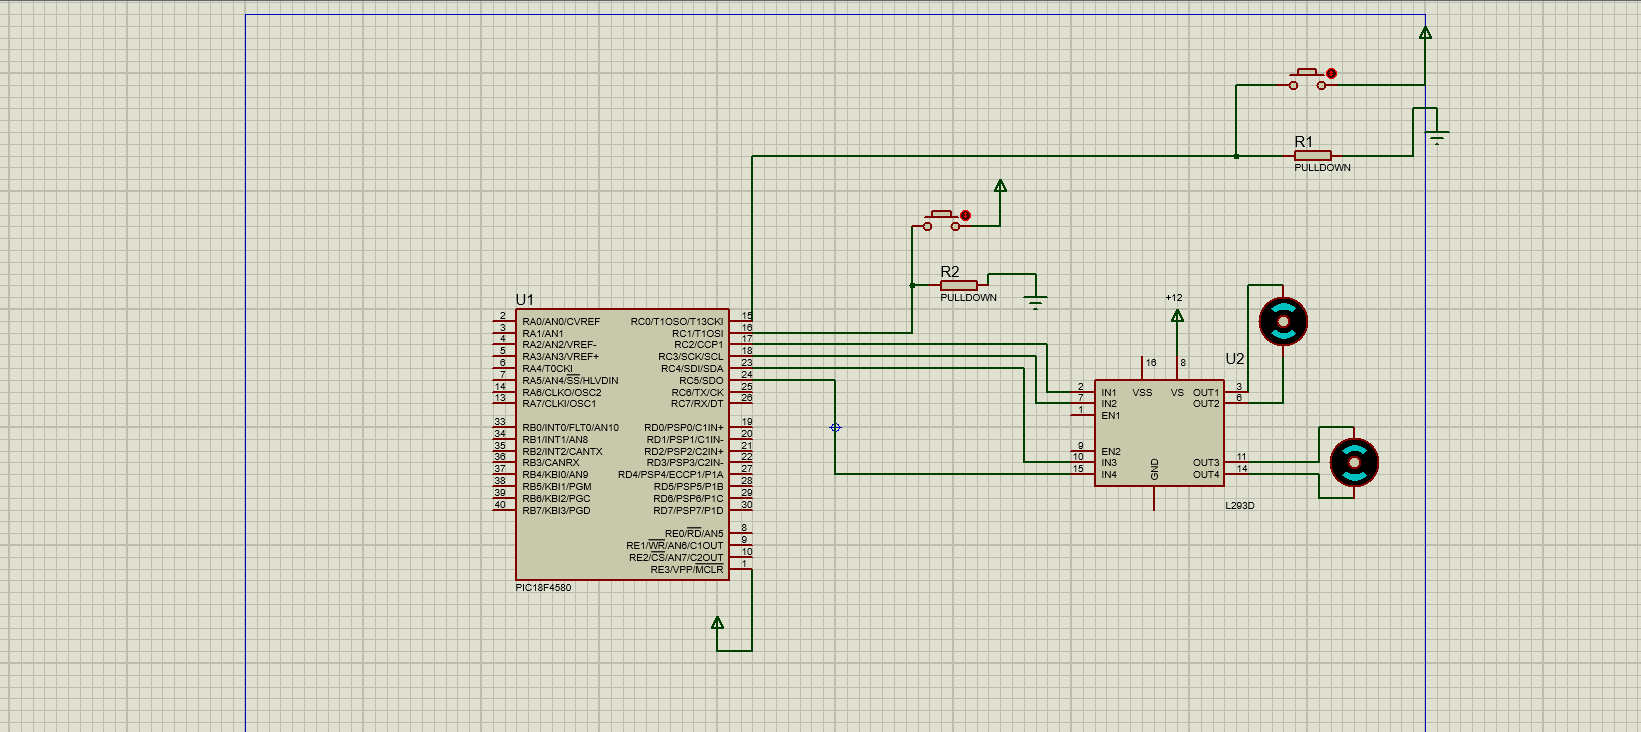 R1
PULLDOWN
R2
PULLDOWN
U1
2 RA0/AN0/CVREF RC0/T1OSO/T13CKI 15
3 RA1/AN1 RC1/T1OSI 16
4 RA2/AN2/VREF- RC2/CCP1 17
5 RA3/AN3/VREF+ RC3/SCK/SCL 18
6 RA4/T0CKI RC4/SDI/SDA 23
7 RA5/AN4/SS/HLVDIN RC5/SDO 24
14 RA6/CLKO/OSC2 RC6/TX/CK 25
13 RA7/CLKI/OSC1 RC7/RX/DT 26
33 RB0/INT0/FLT0/AN10 RD0/PSP0/C1IN+ 19
34 RB1/INT1/AN8 RD1/PSP1/C1IN- 20
35 RB2/INT2/CANTX RD2/PSP2/C2IN+ 21
36 RB3/CANRX RD3/PSP3/C2IN- 22
37 RB4/KBI0/AN9 RD4/PSP4/ECCP1/P1A 27
38 RB5/KBI1/PGM RD5/PSP5/P1B 28
39 RB6/KBI2/PGC RD6/PSP6/P1C 29
40 RB7/KBI3/PGD RD7/PSP7/P1D 30
RE0/RD/AN5 8
RE1/WR/AN6/C1OUT 9
RE2/CS/AN7/C2OUT 10
RE3/VPP/MCLR 1
PIC18F4580
+12
U2
16 8
VSS VS
2 IN1 OUT1 3
7 IN2 OUT2 6
1 EN1
9 EN2
10 IN3 OUT3 11
15 IN4 OUT4 14
GND
L293D